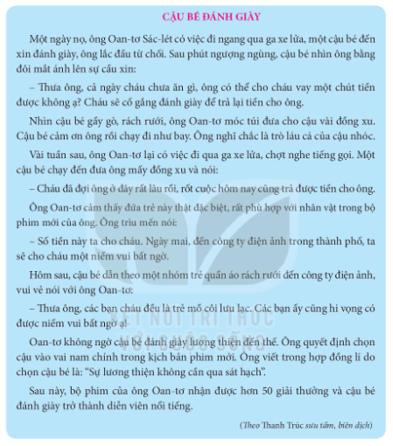 CẬU BÉ ĐÁNH GIÀY
Một ngày nọ, ông Oan-tơ Sác-lét có việc đi ngang qua ga xe lửa, một cậu bé đến
xin đánh giày, ông lắc đầu từ chối. Sau phút ngượng ngùng, cậu bé nhìn ông bằng
đôi mắt ánh lên sự cầu xin:
– Thưa ông, cả ngày cháu chưa ăn gì, ông có thể cho cháu vay một chút tiền
được không ạ? Cháu sẽ cố gắng đánh giày để trả lại tiền cho ông.
Nhìn cậu bé gầy gò, rách rưới, ông Oan-tơ móc túi đưa cho cậu vài đồng xu.
Cậu bé cảm ơn ông rồi chạy đi như bay. Ông nghĩ chắc là trò láu cá của cậu nhóc.
Vài tuần sau, ông Oan-tơ lại có việc đi qua ga xe lửa, chợt nghe tiếng gọi. Một
cậu bé chạy đến đưa ông mấy đồng xu và nói:
– Cháu đã đợi ông ở đây rất lâu rồi, rốt cuộc hôm nay cũng trả được tiền cho ông.
Ông Oan-tơ cảm thấy đứa trẻ này thật đặc biệt, rất phù hợp với nhân vật trong bộ
phim mới của ông. Ông trìu mến nói:
– Số tiền này ta cho cháu. Ngày mai, đến công ty điện ảnh trong thành phố, ta
sẽ cho cháu một niềm vui bất ngờ.
Hôm sau, cậu bé dẫn theo một nhóm trẻ quần áo rách rưới đến công ty điện ảnh,
vui vẻ nói với ông Oan-tơ:
– Thưa ông, các bạn cháu đều là trẻ mồ côi lưu lạc. Các bạn ấy cũng hi vọng có
được niềm vui bất ngờ ạ!
Oan-tơ không ngờ cậu bé đánh giày lương thiện đến thế. Ông quyết định chọn
cậu vào vai nam chính trong kịch bản phim mới. Ông viết trong hợp đồng lí do
chọn cậu bé là: “Sự lương thiện không cần qua sát hạch”.
Sau này, bộ phim của ông Oan-tơ nhận được hơn 50 giải thưởng và cậu bé
đánh giày trở thành diễn viên nổi tiếng.
(Theo Thanh Trúc sưu tầm, biên dịch)
KẾT NỐI TRI THỨC
VỚI CUỘC SỐNG